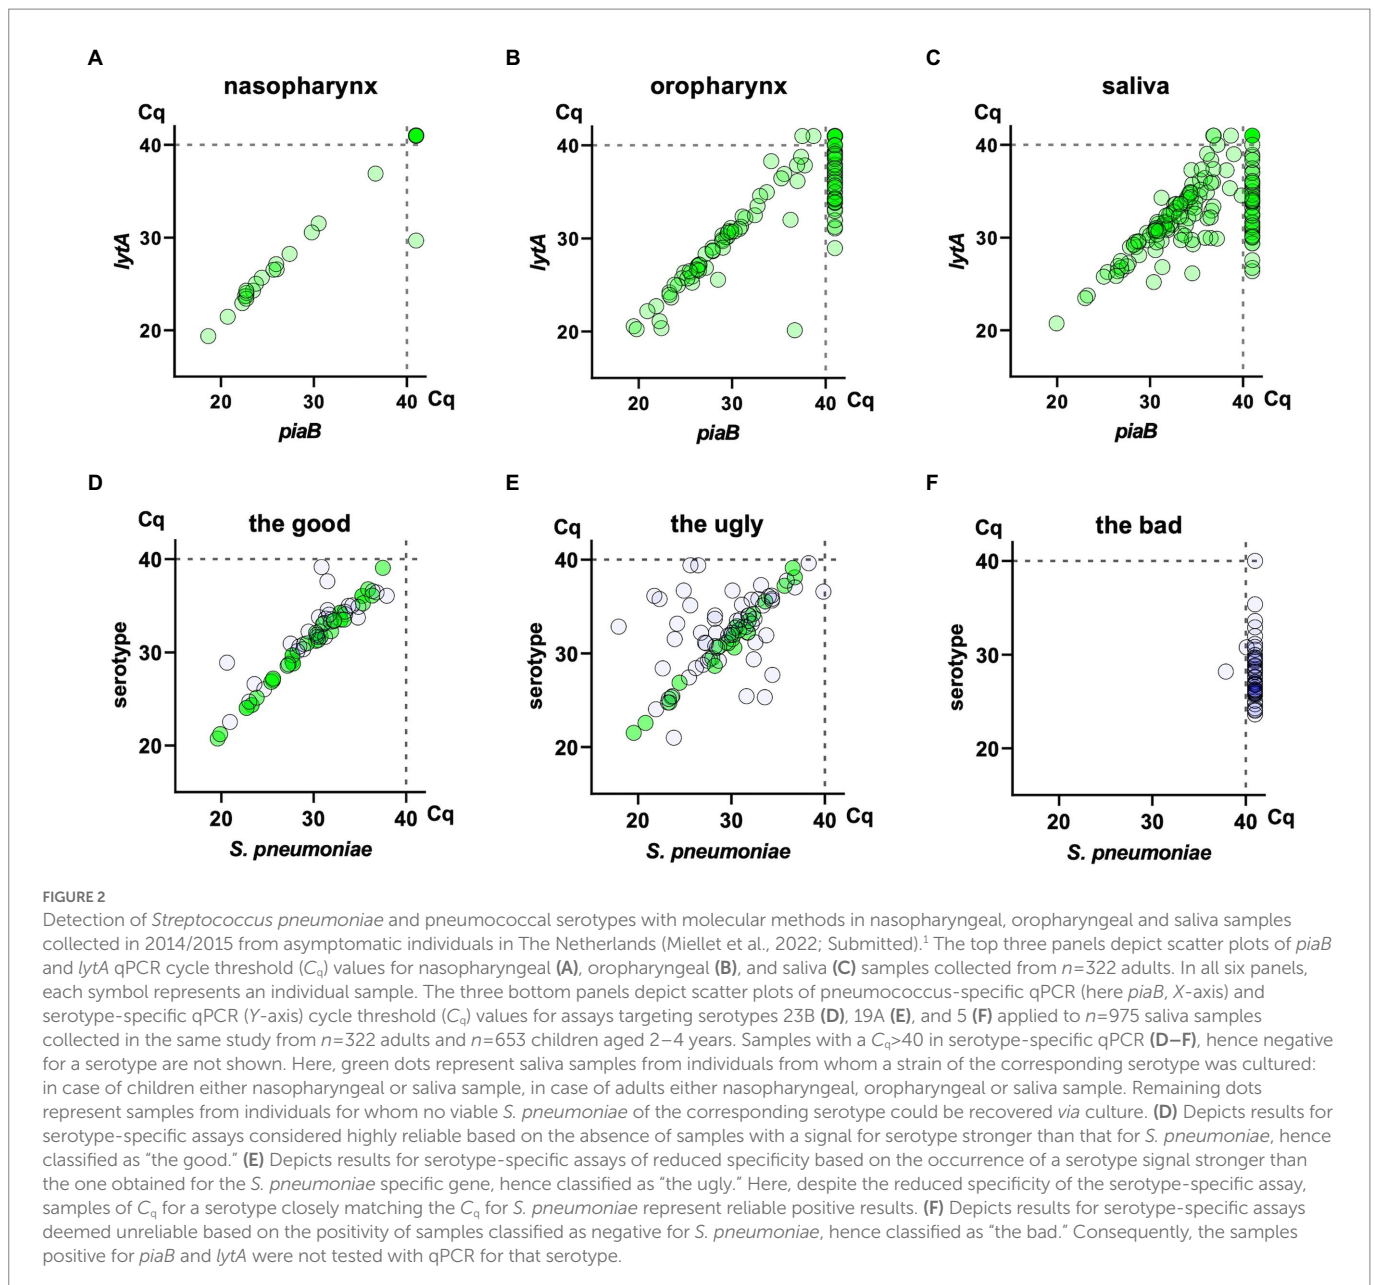 A
B
C
nasopharynx
oropharynx
saliva
Cq
Cq
Cq
40
40
40
30
30
30
20
20
20
lytA
lytA
lytA
20 30 40 Cq
20 30 40 Cq
20 30 40 Cq
piaB
piaB
piaB
D
E
F
the good
the ugly
the bad
Cq
Cq
Cq
40
40
40
30
30
30
20
20
20
serotype
serotype
serotype
20 30 40 Cq
20 30 40 Cq
20 30 40 Cq
S. pneumoniae
S. pneumoniae
S. pneumoniae
FIGURE 2
Detection of Streptococcus pneumoniae and pneumococcal serotypes with molecular methods in nasopharyngeal, oropharyngeal and saliva samples
collected in 2014/2015 from asymptomatic individuals in The Netherlands (Miellet et al., 2022; Submitted).¹ The top three panels depict scatter plots of piaB
and lytA qPCR cycle threshold (Cq) values for nasopharyngeal (A), oropharyngeal (B), and saliva (C) samples collected from n=322 adults. In all six panels,
each symbol represents an individual sample. The three bottom panels depict scatter plots of pneumococcus-specific qPCR (here piaB, X-axis) and
serotype-specific qPCR (Y-axis) cycle threshold (Cq) values for assays targeting serotypes 23B (D), 19A (E), and 5 (F) applied to n=975 saliva samples
collected in the same study from n=322 adults and n=653 children aged 2–4 years. Samples with a Cq>40 in serotype-specific qPCR (D–F), hence negative
for a serotype are not shown. Here, green dots represent saliva samples from individuals from whom a strain of the corresponding serotype was cultured:
in case of children either nasopharyngeal or saliva sample, in case of adults either nasopharyngeal, oropharyngeal or saliva sample. Remaining dots
represent samples from individuals for whom no viable S. pneumoniae of the corresponding serotype could be recovered via culture. (D) Depicts results for
serotype-specific assays considered highly reliable based on the absence of samples with a signal for serotype stronger than that for S. pneumoniae, hence
classified as “the good.” (E) Depicts results for serotype-specific assays of reduced specificity based on the occurrence of a serotype signal stronger than
the one obtained for the S. pneumoniae specific gene, hence classified as “the ugly.” Here, despite the reduced specificity of the serotype-specific assay,
samples of Cq for a serotype closely matching the Cq for S. pneumoniae represent reliable positive results. (F) Depicts results for serotype-specific assays
deemed unreliable based on the positivity of samples classified as negative for S. pneumoniae, hence classified as “the bad.” Consequently, the samples
positive for piaB and lytA were not tested with qPCR for that serotype.